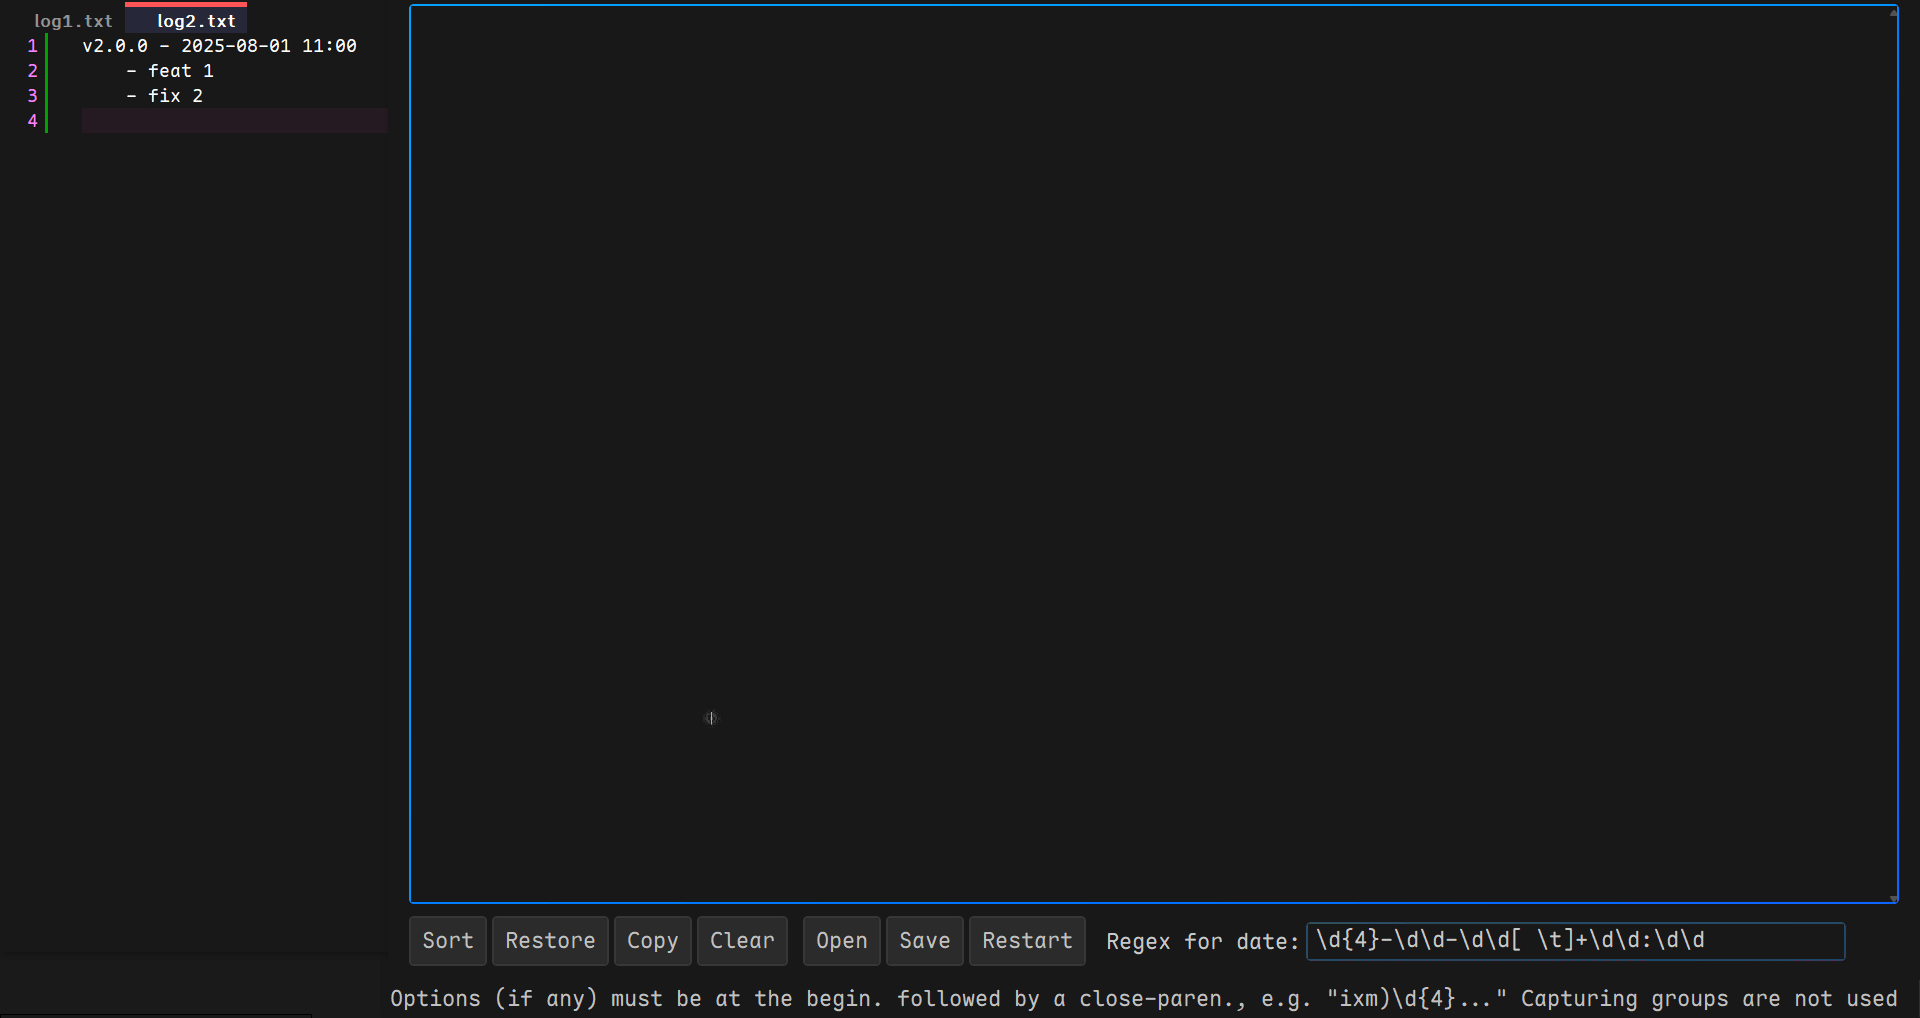 log1.txt log2.txt
1 v2.0.0 - 2025-08-01 11:00
2 - feat 1
3 - fix 2
4
Sort Restore Copy Clear Open Save Restart Regex for date: \d{4}-\d\d-\d\d[ \t]+\d\d:\d\d
Options (if any) must be at the begin. followed by a close-paren., e.g. "ixm)\d{4}..." Capturing groups are not used